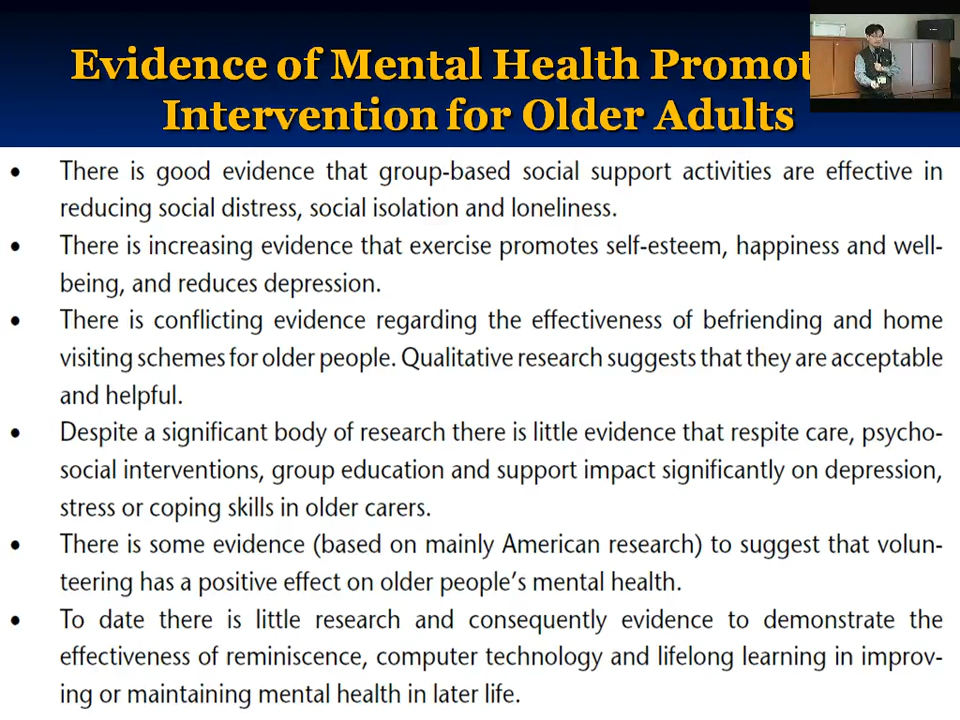 Evidence of Mental Health Promot
Intervention for Older Adults
• There is good evidence that group-based social support activities are effective in
reducing social distress, social isolation and loneliness.
• There is increasing evidence that exercise promotes self-esteem, happiness and well-
being, and reduces depression.
• There is conflicting evidence regarding the effectiveness of befriending and home
visiting schemes for older people. Qualitative research suggests that they are acceptable
and helpful.
• Despite a significant body of research there is little evidence that respite care, psycho-
social interventions, group education and support impact significantly on depression,
stress or coping skills in older carers.
• There is some evidence (based on mainly American research) to suggest that volun-
teering has a positive effect on older people's mental health.
• To date there is little research and consequently evidence to demonstrate the
effectiveness of reminiscence, computer technology and lifelong learning in improv-
ing or maintaining mental health in later life.